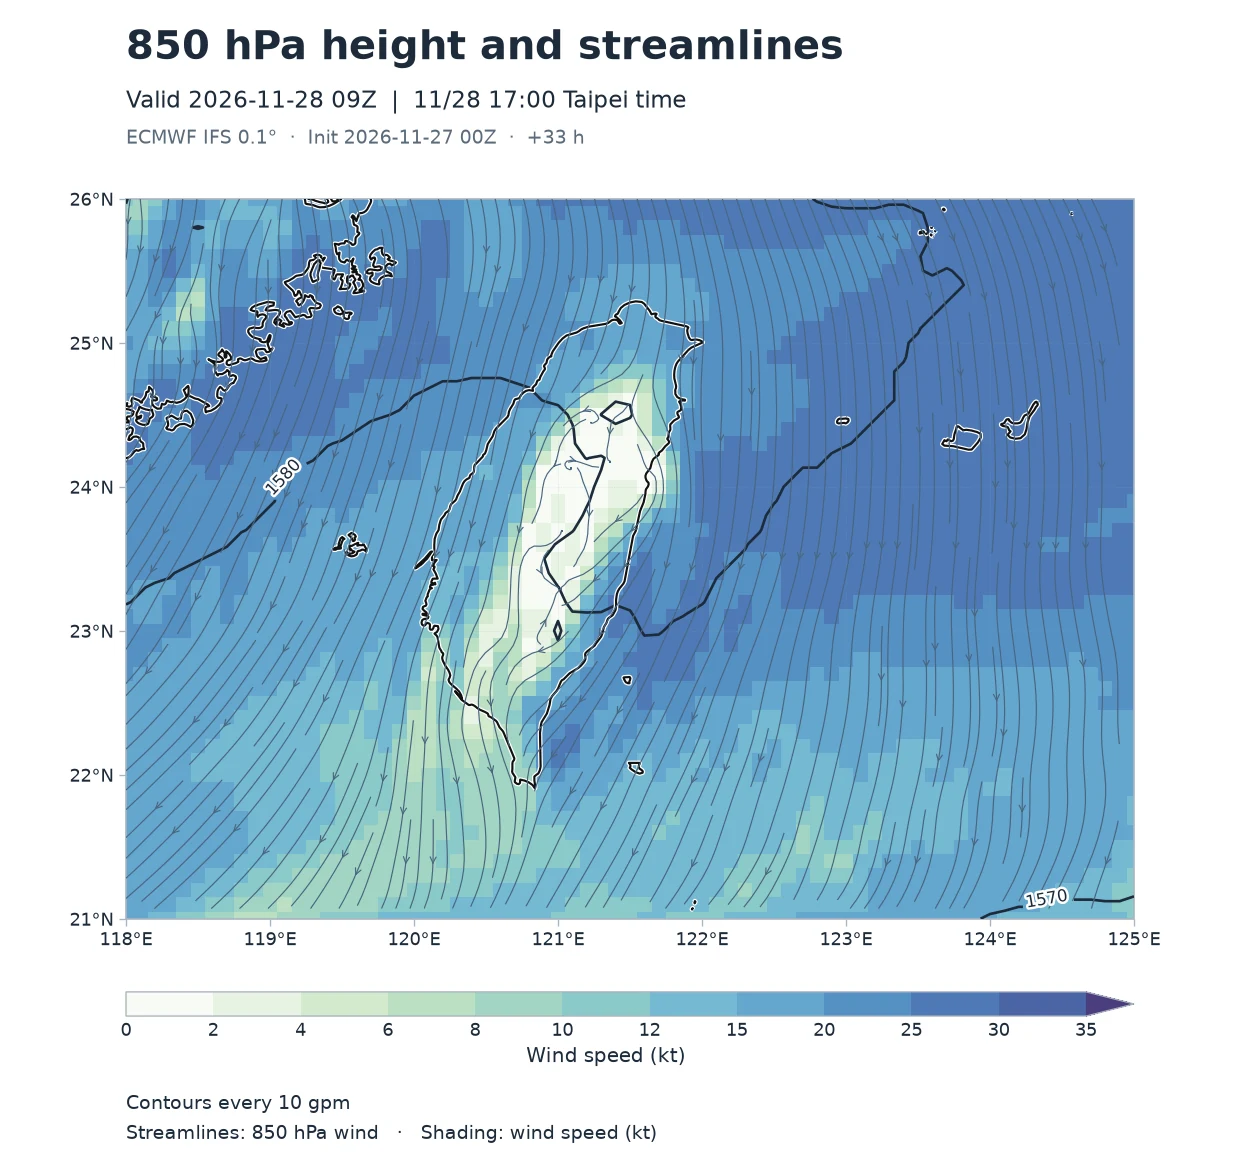 850 hPa height and streamlines
Valid 2026-11-28 09Z | 11/28 17:00 Taipei time
ECMWF IFS 0.1° · Init 2026-11-27 00Z · +33 h
26°N
25°N
24°N
23°N
22°N
21°N
1580
1570
118°E 119°E 120°E 121°E 122°E 123°E 124°E 125°E
0 2 4 6 8 10 12 15 20 25 30 35
Wind speed (kt)
Contours every 10 gpm
Streamlines: 850 hPa wind · Shading: wind speed (kt)